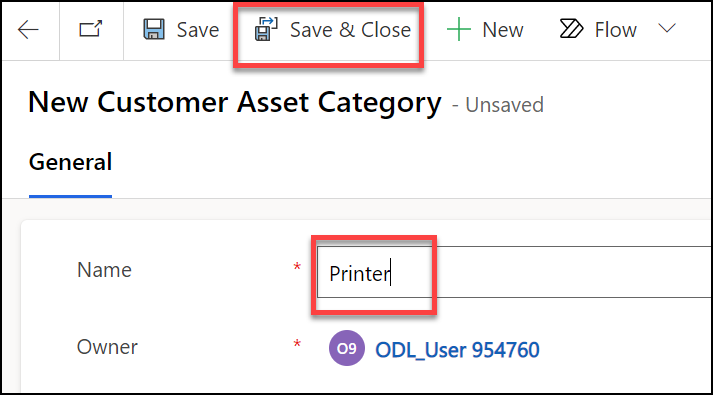 Save Save & Close New Flow
New Customer Asset Category - Unsaved
General
Name * Printer
Owner * O9 ODL_User 954760